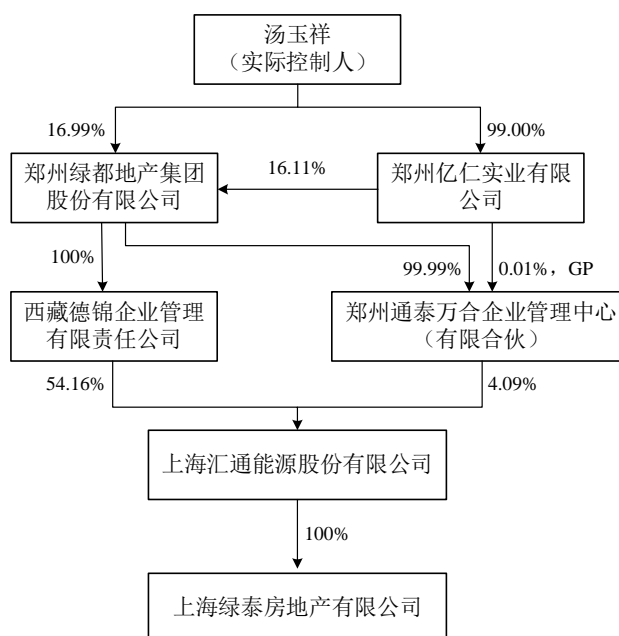 汤玉祥
（实际控制人）
16.99%
99.00%
郑州绿都地产集团
股份有限公司
16.11%
郑州亿仁实业有限
公司
100%
99.99%
0.01%，GP
西藏德锦企业管理
有限责任公司
郑州通泰万合企业管理中心
（有限合伙）
54.16%
4.09%
上海汇通能源股份有限公司
100%
上海绿泰房地产有限公司